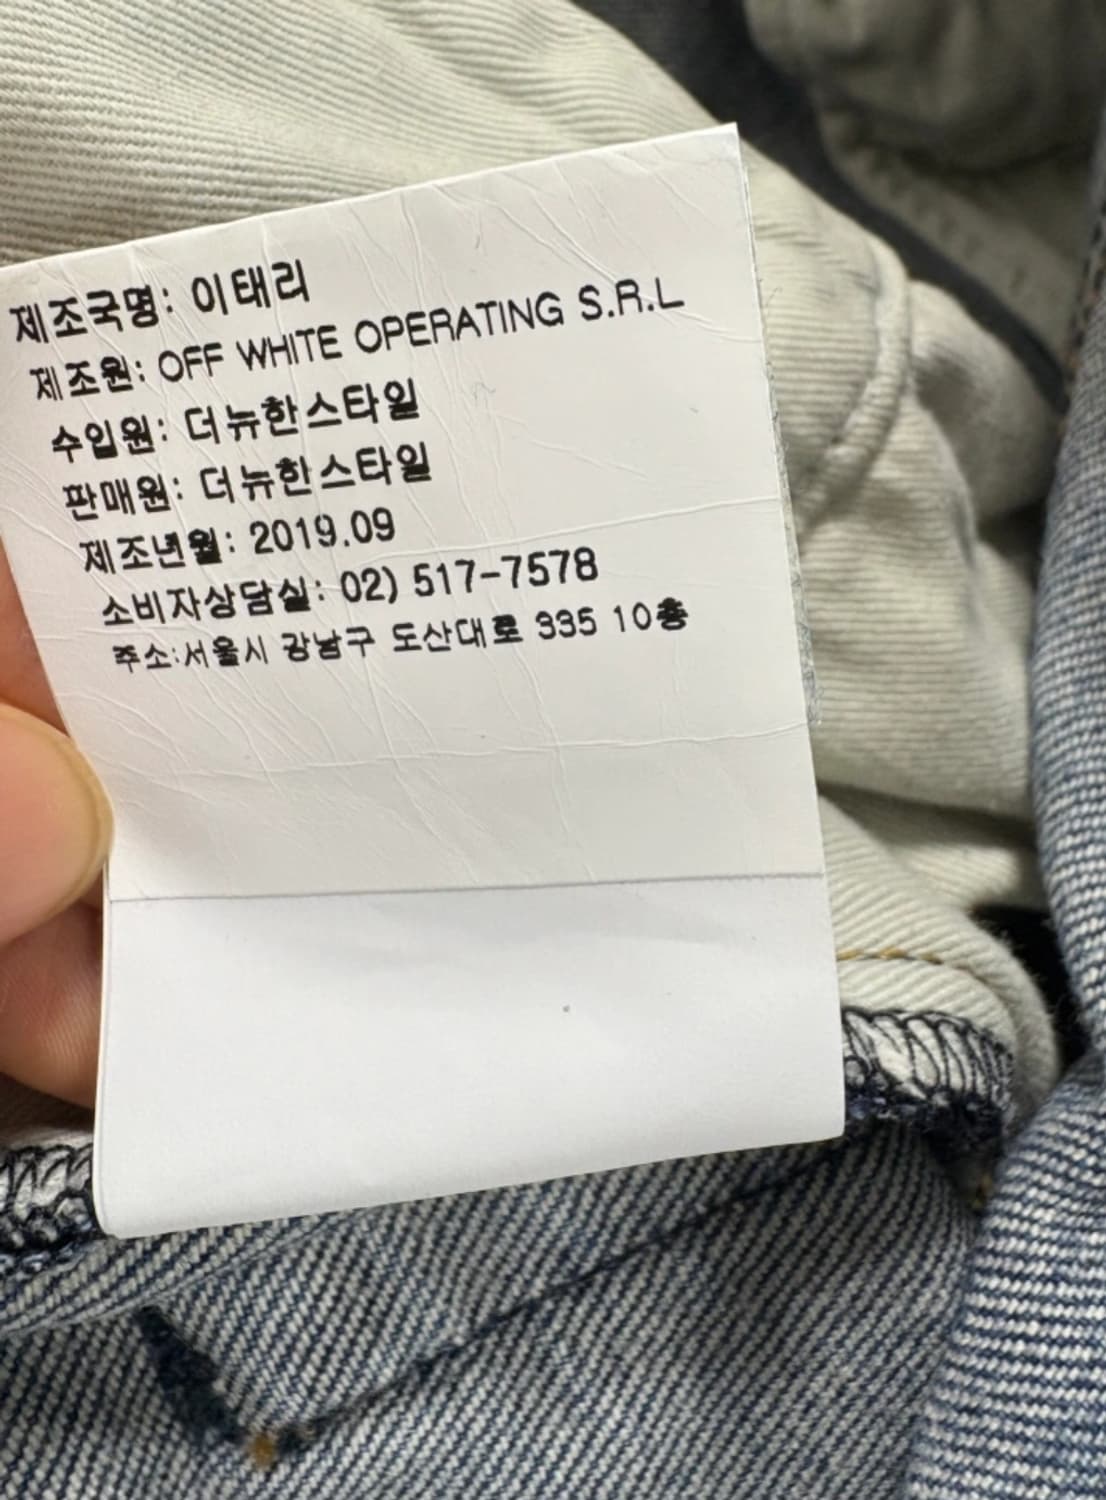 제조국명: 이태리
제조원: OFF WHITE OPERATING S.R.L
수입원: 더뉴한스타일
판매원: 더뉴한스타일
제조년월: 2019.09
소비자상담실: 02) 517-7578
주소:서울시 강남구 도산대로 335 10층